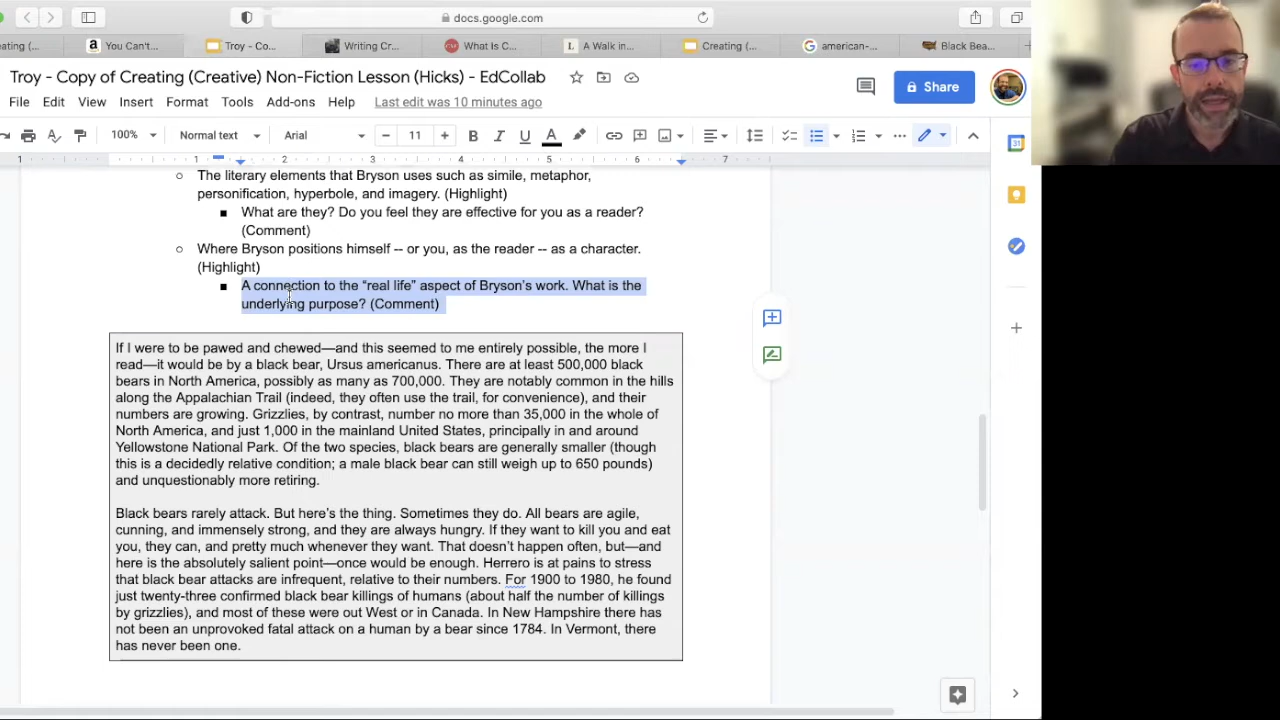 docs.google.com
eating (...
You Can't...
Troy - Co...
Writing Cr...
What Is C...
A Walk in...
Creating (...
american-...
Black Bea...
Troy - Copy of Creating (Creative) Non-Fiction Lesson (Hicks) - EdCollab
Share
File Edit View Insert Format Tools Add-ons Help Last edit was 10 minutes ago
100% Normal text Arial - 11 + B I U A
1 1 2 3 4 5 6 7
31
The literary elements that Bryson uses such as simile, metaphor,
personification, hyperbole, and imagery. (Highlight)
What are they? Do you feel they are effective for you as a reader?
(Comment)
Where Bryson positions himself -- or you, as the reader -- as a character.
(Highlight)
A connection to the “real life” aspect of Bryson’s work. What is the
underlying purpose? (Comment)
If I were to be pawed and chewed—and this seemed to me entirely possible, the more I
read—it would be by a black bear, Ursus americanus. There are at least 500,000 black
bears in North America, possibly as many as 700,000. They are notably common in the hills
along the Appalachian Trail (indeed, they often use the trail, for convenience), and their
numbers are growing. Grizzlies, by contrast, number no more than 35,000 in the whole of
North America, and just 1,000 in the mainland United States, principally in and around
Yellowstone National Park. Of the two species, black bears are generally smaller (though
this is a decidedly relative condition; a male black bear can still weigh up to 650 pounds)
and unquestionably more retiring.
Black bears rarely attack. But here’s the thing. Sometimes they do. All bears are agile,
cunning, and immensely strong, and they are always hungry. If they want to kill you and eat
you, they can, and pretty much whenever they want. That doesn’t happen often, but—and
here is the absolutely salient point—once would be enough. Herrero is at pains to stress
that black bear attacks are infrequent, relative to their numbers. For 1900 to 1980, he found
just twenty-three confirmed black bear killings of humans (about half the number of killings
by grizzlies), and most of these were out West or in Canada. In New Hampshire there has
not been an unprovoked fatal attack on a human by a bear since 1784. In Vermont, there
has never been one.